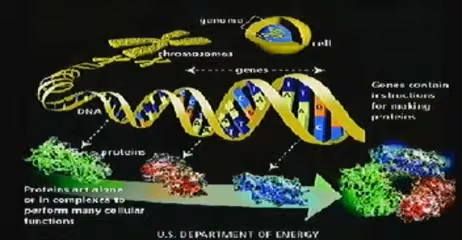 genome
cell
chromosomes
genes
Genes contain
instructions
for making
proteins
DNA
proteins
Proteins act alone
or in complexes to
perform many cellular
functions
U.S. DEPARTMENT OF ENERGY